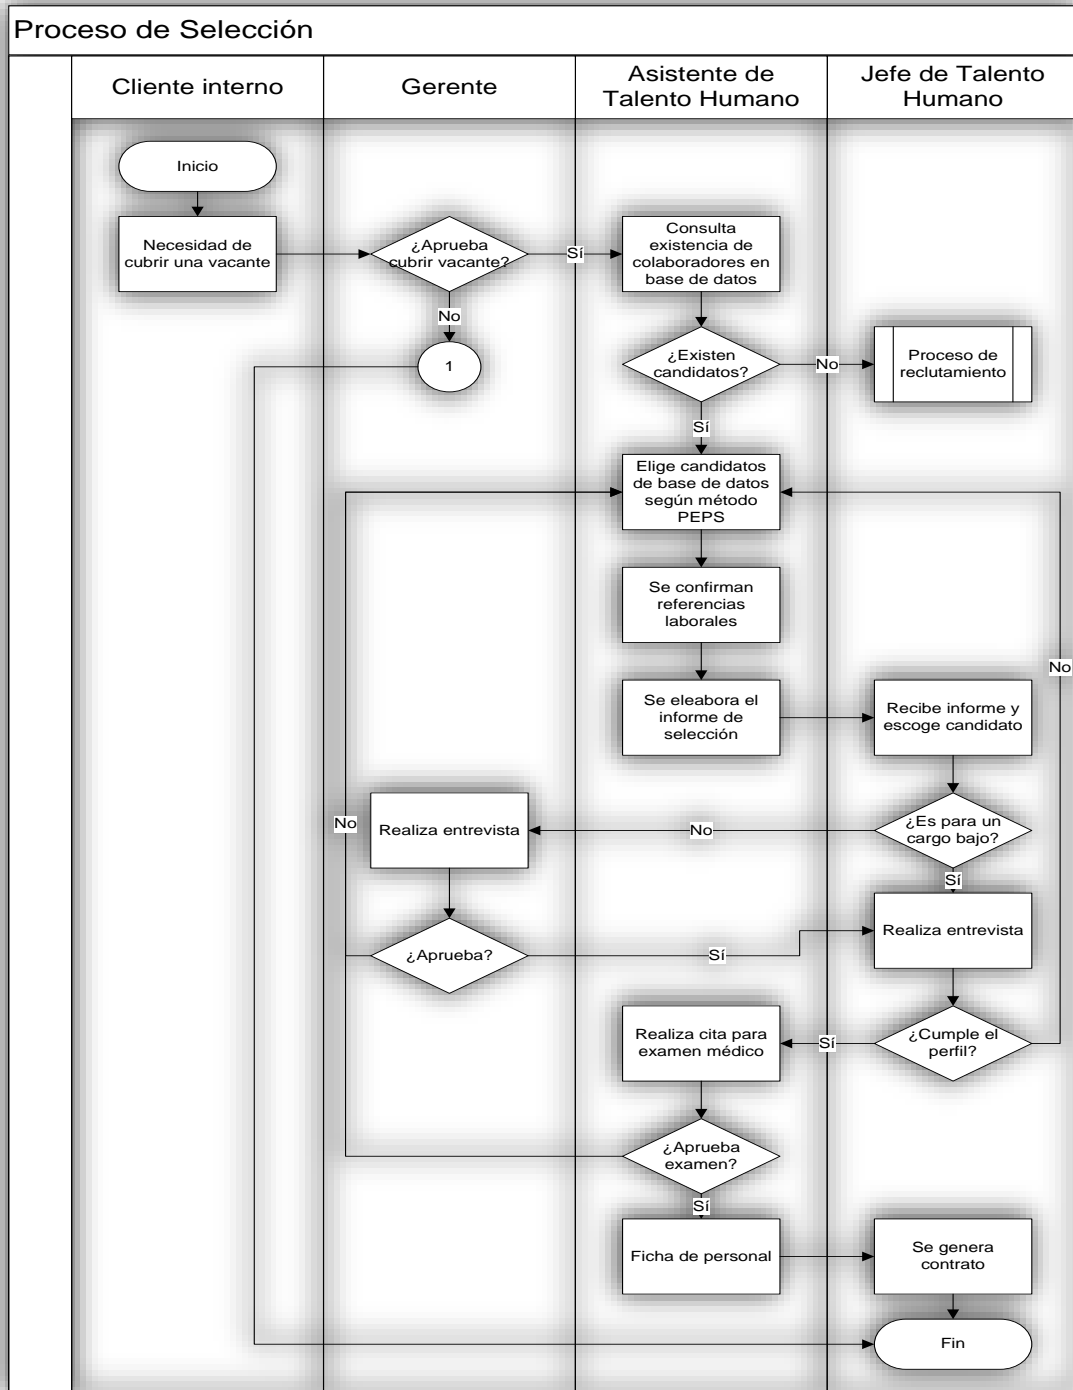 Proceso de Selección
Cliente interno
Gerente
Asistente de
Talento Humano
Jefe de Talento
Humano
Inicio
Necesidad de
cubrir una vacante
¿Aprueba
cubrir vacante?
Sí
Consulta
existencia de
colaboradores en
base de datos
No
1
¿Existen
candidatos?
No
Proceso de
reclutamiento
Sí
Elige candidatos
de base de datos
según método
PEPS
Se confirman
referencias
laborales
No
Se eleabora el
informe de
selección
Recibe informe y
escoge candidato
No
Realiza entrevista
No
¿Es para un
cargo bajo?
Sí
Realiza entrevista
¿Aprueba?
Sí
Realiza cita para
examen médico
Sí
¿Cumple el
perfil?
¿Aprueba
examen?
Sí
Ficha de personal
Se genera
contrato
Fin